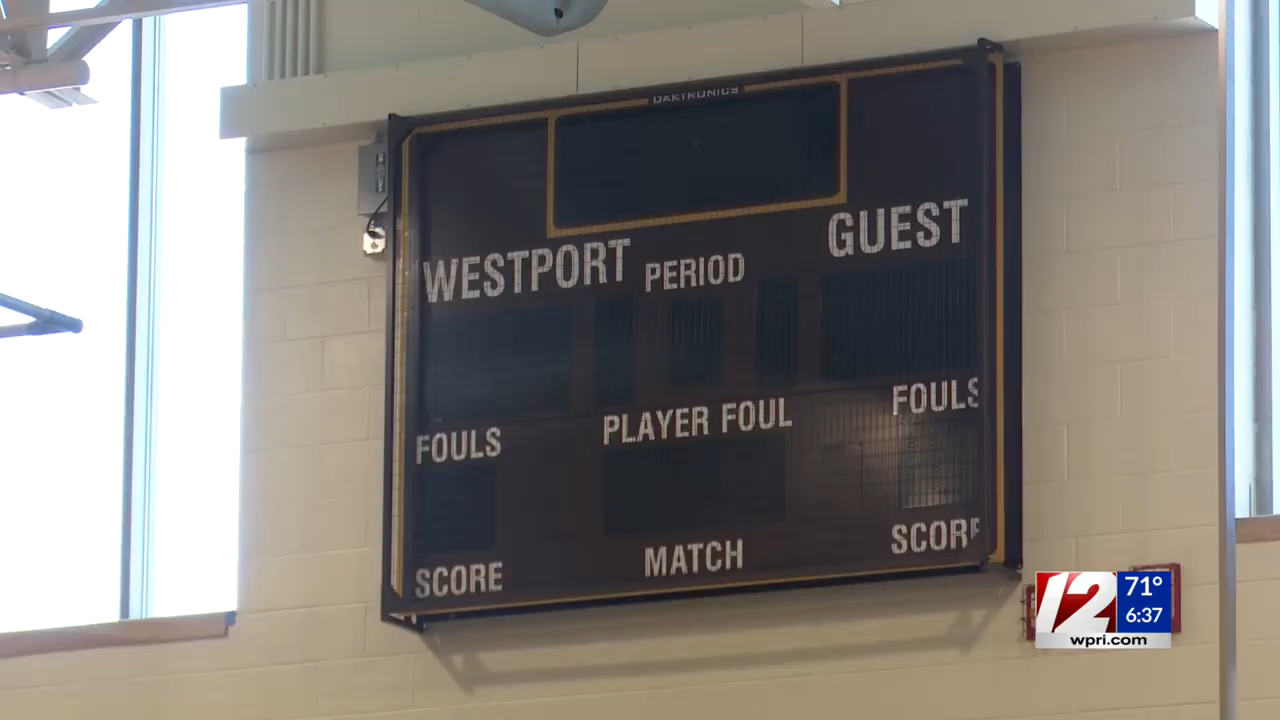 DAKTRONICS
WESTPORT
PERIOD
GUEST
FOULS
PLAYER FOUL
FOULS
SCORE
MATCH
SCORE
12
71°
6:37
wpri.com